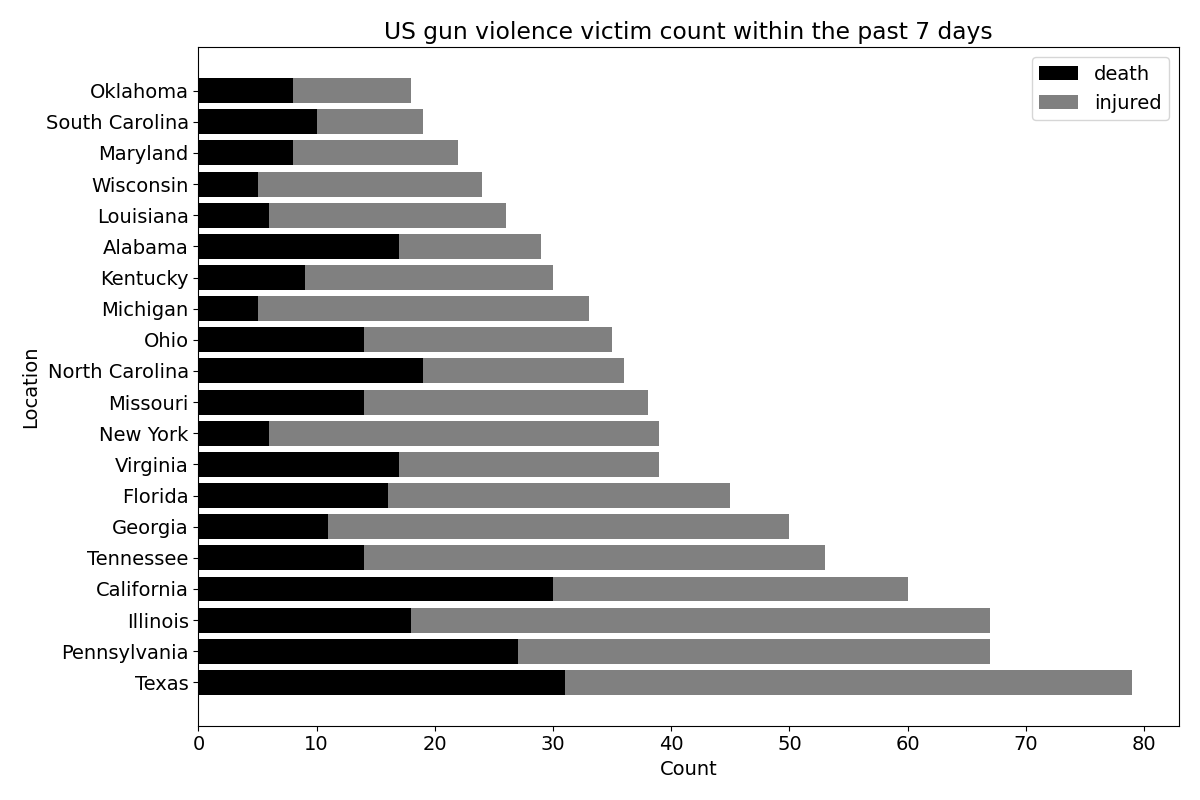 US gun violence victim count within the past 7 days
death
injured
Oklahoma
South Carolina
Maryland
Wisconsin
Louisiana
Alabama
Kentucky
Michigan
Ohio
North Carolina
Missouri
New York
Virginia
Florida
Georgia
Tennessee
California
Illinois
Pennsylvania
Texas
Location
0 10 20 30 40 50 60 70 80
Count